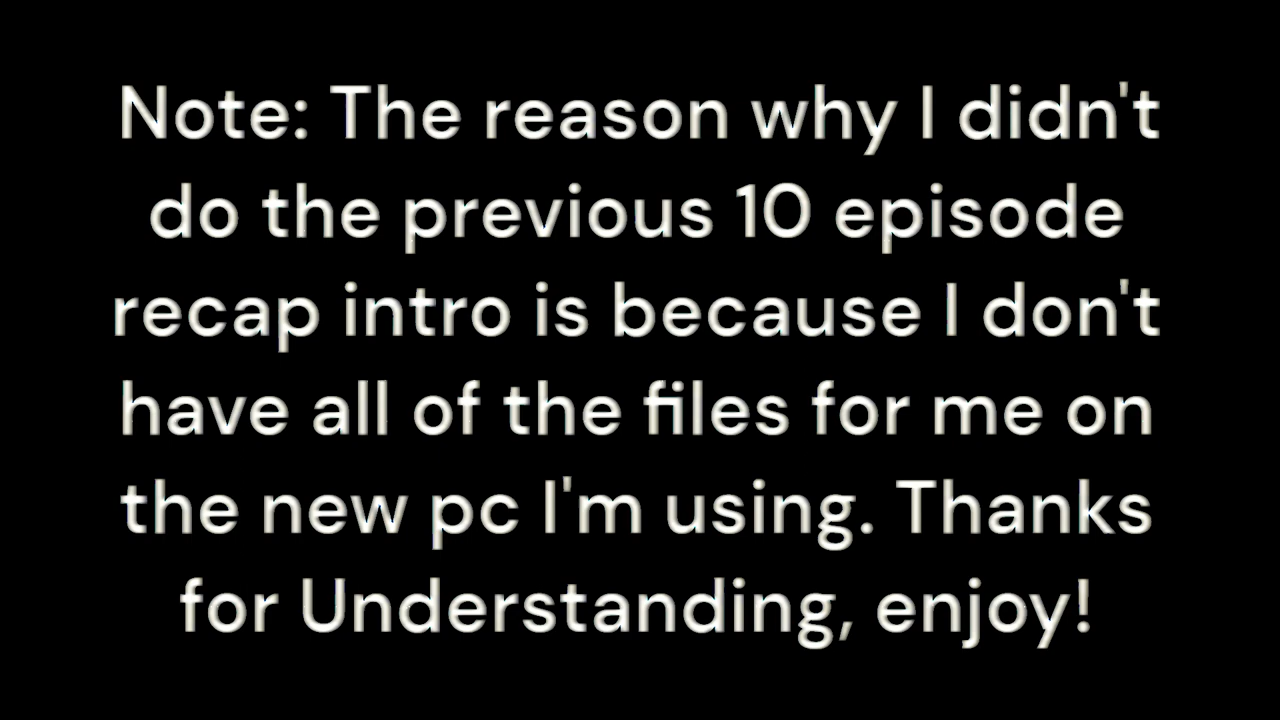 Note: The reason why I didn't
do the previous 10 episode
recap intro is because I don't
have all of the files for me on
the new pc I'm using. Thanks
for Understanding, enjoy!